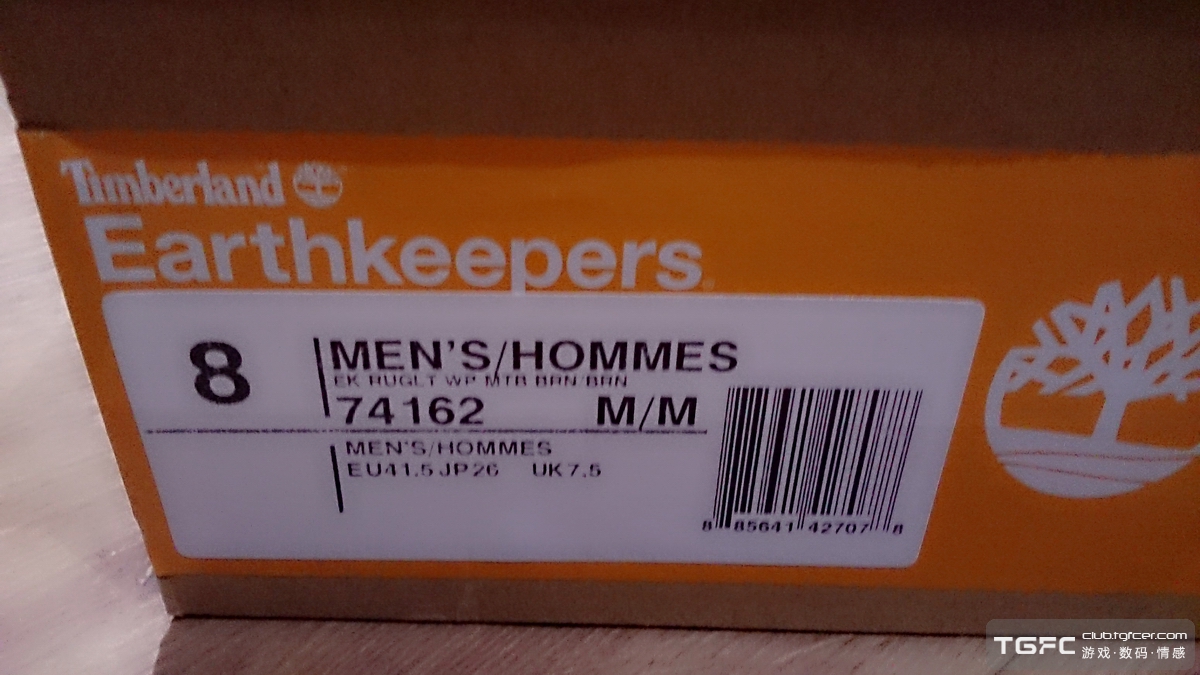 Timberland
Earthkeepers
8
MEN'S/HOMMES
EK RUGLT WP MTB BRN/BRN
74162 M/M
MEN'S/HOMMES
EU41.5 JP26 UK7.5
8 85641 42707 8
TGFC club.tgfcer.com
游戏·数码·情感